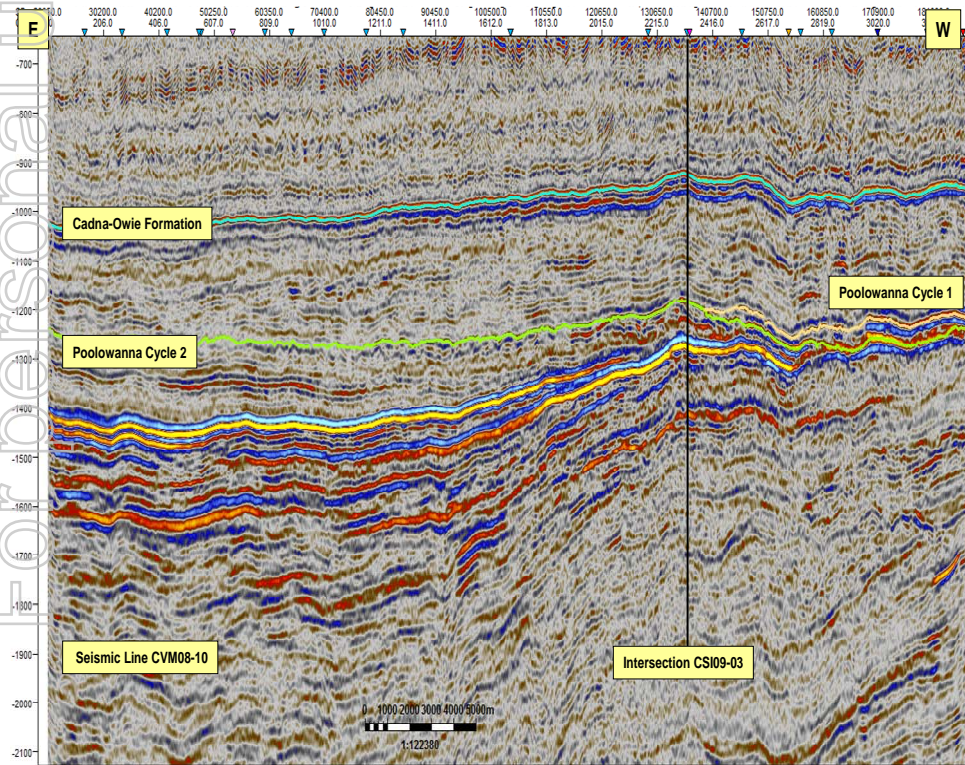 30200.0 40200.0 50250.0 60350.0 70400.0 80450.0 90450.0 100500.0 110550.0 120650.0 130650.0 140700.0 150750.0 160850.0 170900.0
206.0 406.0 607.0 809.0 1010.0 1211.0 1411.0 1612.0 1813.0 2015.0 2215.0 2416.0 2617.0 2819.0 3020.0
E
W
-700
-800
-900
-1000
Cadna-Owie Formation
-1100
Poolowanna Cycle 1
-1200
-1300
Poolowanna Cycle 2
-1400
-1500
-1600
-1700
-1800
-1900
Seismic Line CVM08-10
Intersection CSI09-03
-2000
0 1000 2000 3000 4000 5000m
1:122380
-2100
For personal u